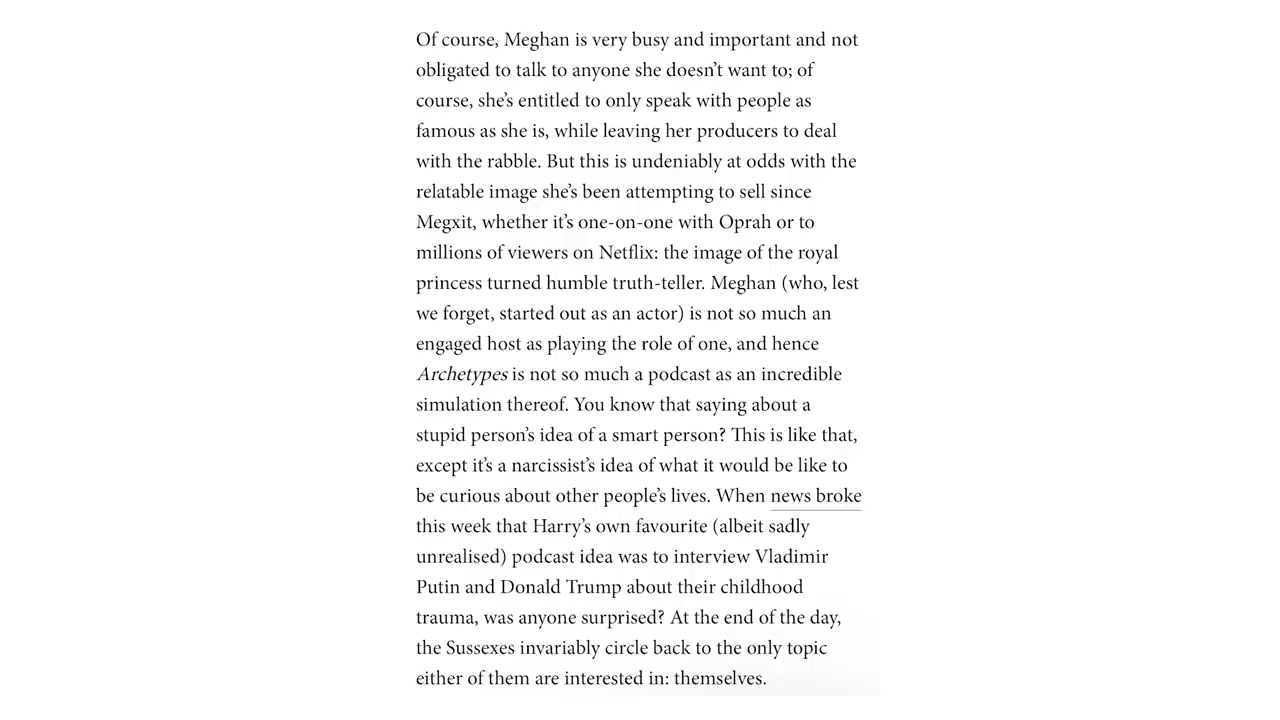 Of course, Meghan is very busy and important and not
obligated to talk to anyone she doesn’t want to; of
course, she’s entitled to only speak with people as
famous as she is, while leaving her producers to deal
with the rabble. But this is undeniably at odds with the
relatable image she’s been attempting to sell since
Megxit, whether it’s one-on-one with Oprah or to
millions of viewers on Netflix: the image of the royal
princess turned humble truth-teller. Meghan (who, lest
we forget, started out as an actor) is not so much an
engaged host as playing the role of one, and hence
Archetypes is not so much a podcast as an incredible
simulation thereof. You know that saying about a
stupid person’s idea of a smart person? This is like that,
except it’s a narcissist’s idea of what it would be like to
be curious about other people’s lives. When news broke
this week that Harry’s own favourite (albeit sadly
unrealised) podcast idea was to interview Vladimir
Putin and Donald Trump about their childhood
trauma, was anyone surprised? At the end of the day,
the Sussexes invariably circle back to the only topic
either of them are interested in: themselves.